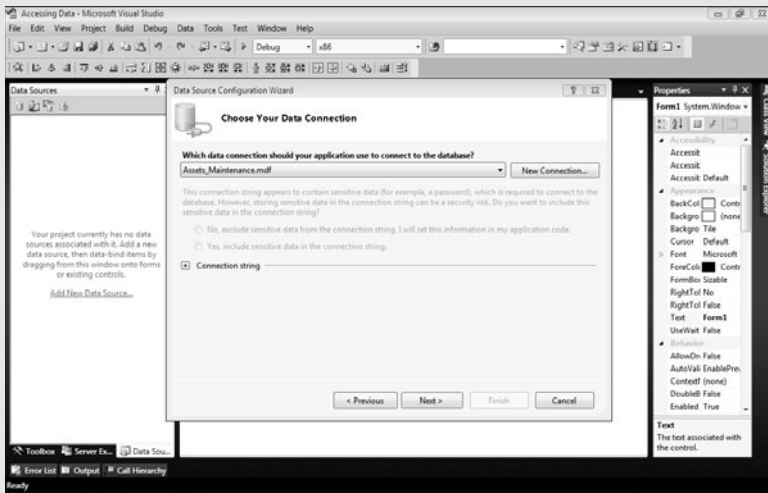 Accessing Data - Microsoft Visual Studio
File Edit View Project Build Debug Data Tools Test Window Help
Debug x86
Data Sources
Your project currently has no data
sources associated with it. Add a new
data source, then data-bind items by
dragging from this window onto forms
or existing controls.
Add New Data Source...
Data Source Configuration Wizard
Choose Your Data Connection
Which data connection should your application use to connect to the database?
Assets_Maintenance.mdf
New Connection...
This connection string appears to contain sensitive data (for example, a password), which is required to connect to the
database. However, storing sensitive data in the connection string can be a security risk. Do you want to include this
sensitive data in the connection string?
No, exclude sensitive data from the connection string. I will set this information in my application code.
Yes, include sensitive data in the connection string.
Connection string
< Previous
Next >
Finish
Cancel
Properties
Form1 System.Window
Accessibility
Accessit
Accessit
Accessit Default
Appearance
BackCol Contr
Backgro (none
Backgro Tile
Cursor Default
Font Microsoft
ForeCol Contr
FormBor Sizable
RightTol No
RightTol False
Text Form1
UseWait False
Behavior
AllowDr False
AutoVali EnablePrev
Context (none)
DoubleB False
Enabled True
Text
The text associated with
the control.
Class View
Solution Explorer
Toolbox Server Ex... Data Sou...
Error List Output Call Hierarchy
Ready